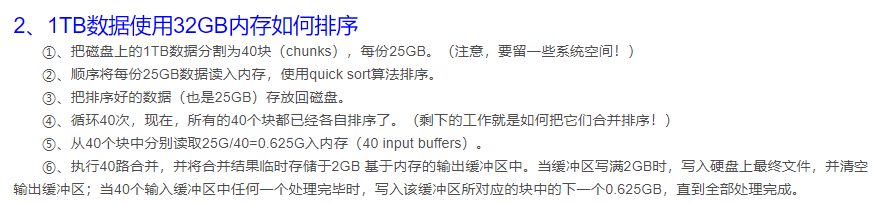 2、1TB数据使用32GB内存如何排序
①、把磁盘上的1TB数据分割为40块（chunks），每份25GB。（注意，要留一些系统空间！）
②、顺序将每份25GB数据读入内存，使用quick sort算法排序。
③、把排序好的数据（也是25GB）存放回磁盘。
④、循环40次，现在，所有的40个块都已经各自排序了。（剩下的工作就是如何把它们合并排序！）
⑤、从40个块中分别读取25G/40=0.625G入内存（40 input buffers）。
⑥、执行40路合并，并将合并结果临时存储于2GB 基于内存的输出缓冲区中。当缓冲区写满2GB时，写入硬盘上最终文件，并清空
输出缓冲区；当40个输入缓冲区中任何一个处理完毕时，写入该缓冲区所对应的块中的下一个0.625GB，直到全部处理完成。